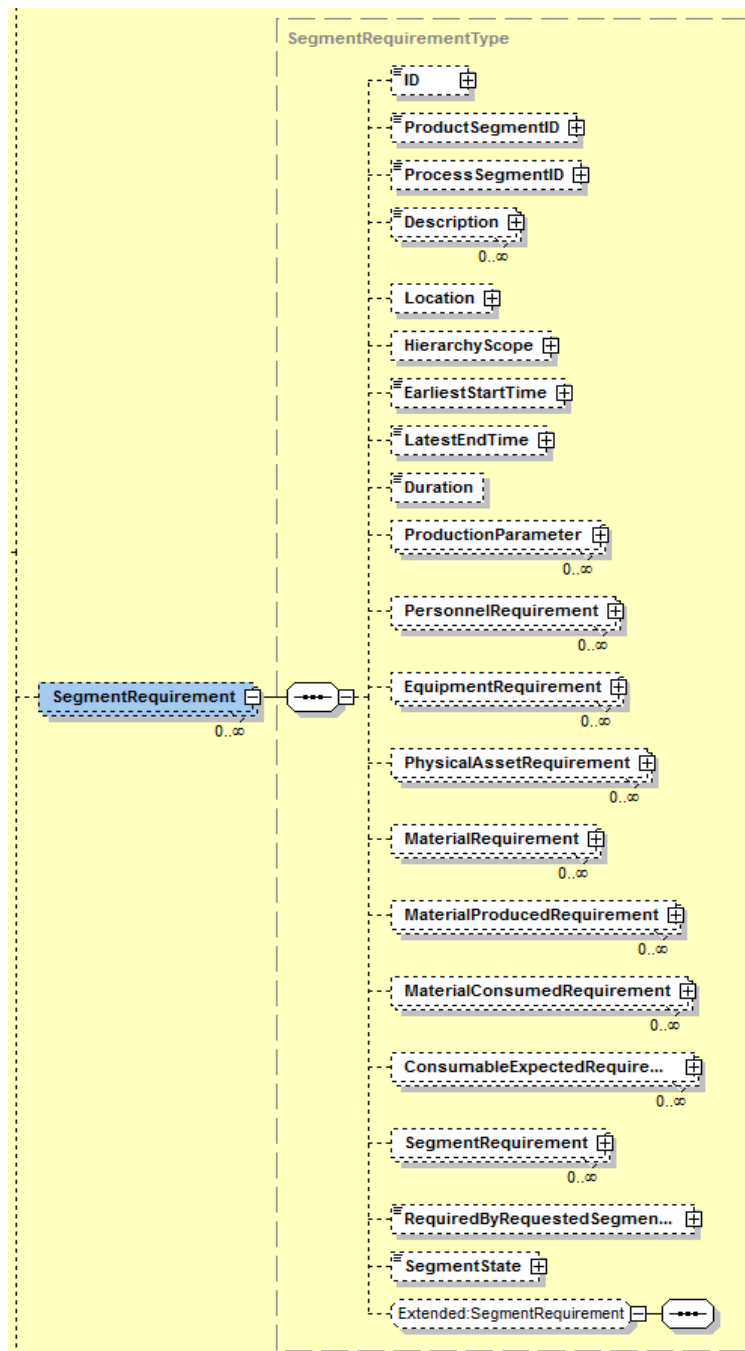 SegmentRequirementType
ID
ProductSegmentID
ProcessSegmentID
Description
0..∞
Location
HierarchyScope
EarliestStartTime
LatestEndTime
Duration
ProductionParameter
0..∞
PersonnelRequirement
0..∞
SegmentRequirement
0..∞
EquipmentRequirement
0..∞
PhysicalAssetRequirement
0..∞
MaterialRequirement
0..∞
MaterialProducedRequirement
0..∞
MaterialConsumedRequirement
0..∞
ConsumableExpectedRequire...
0..∞
SegmentRequirement
0..∞
RequiredByRequestedSegmen...
SegmentState
Extended:SegmentRequirement